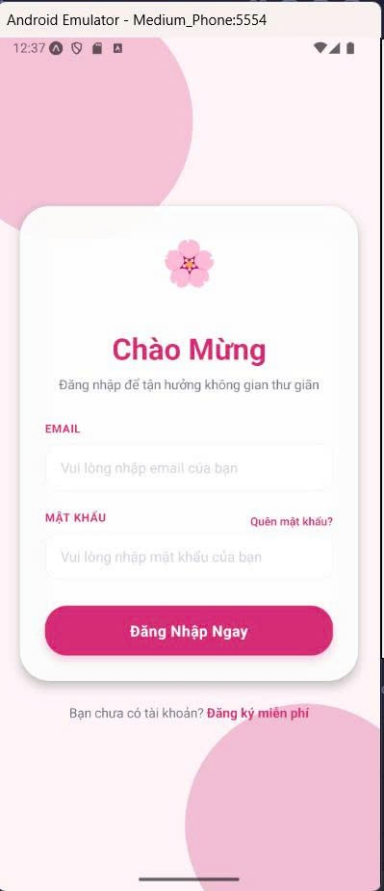 Android Emulator - Medium_Phone:5554
12:37
Chào Mừng
Đăng nhập để tận hưởng không gian thư giãn
EMAIL
Vui lòng nhập email của bạn
MẬT KHẨU
Quên mật khẩu?
Vui lòng nhập mật khẩu của bạn
Đăng Nhập Ngay
Bạn chưa có tài khoản? Đăng ký miễn phí